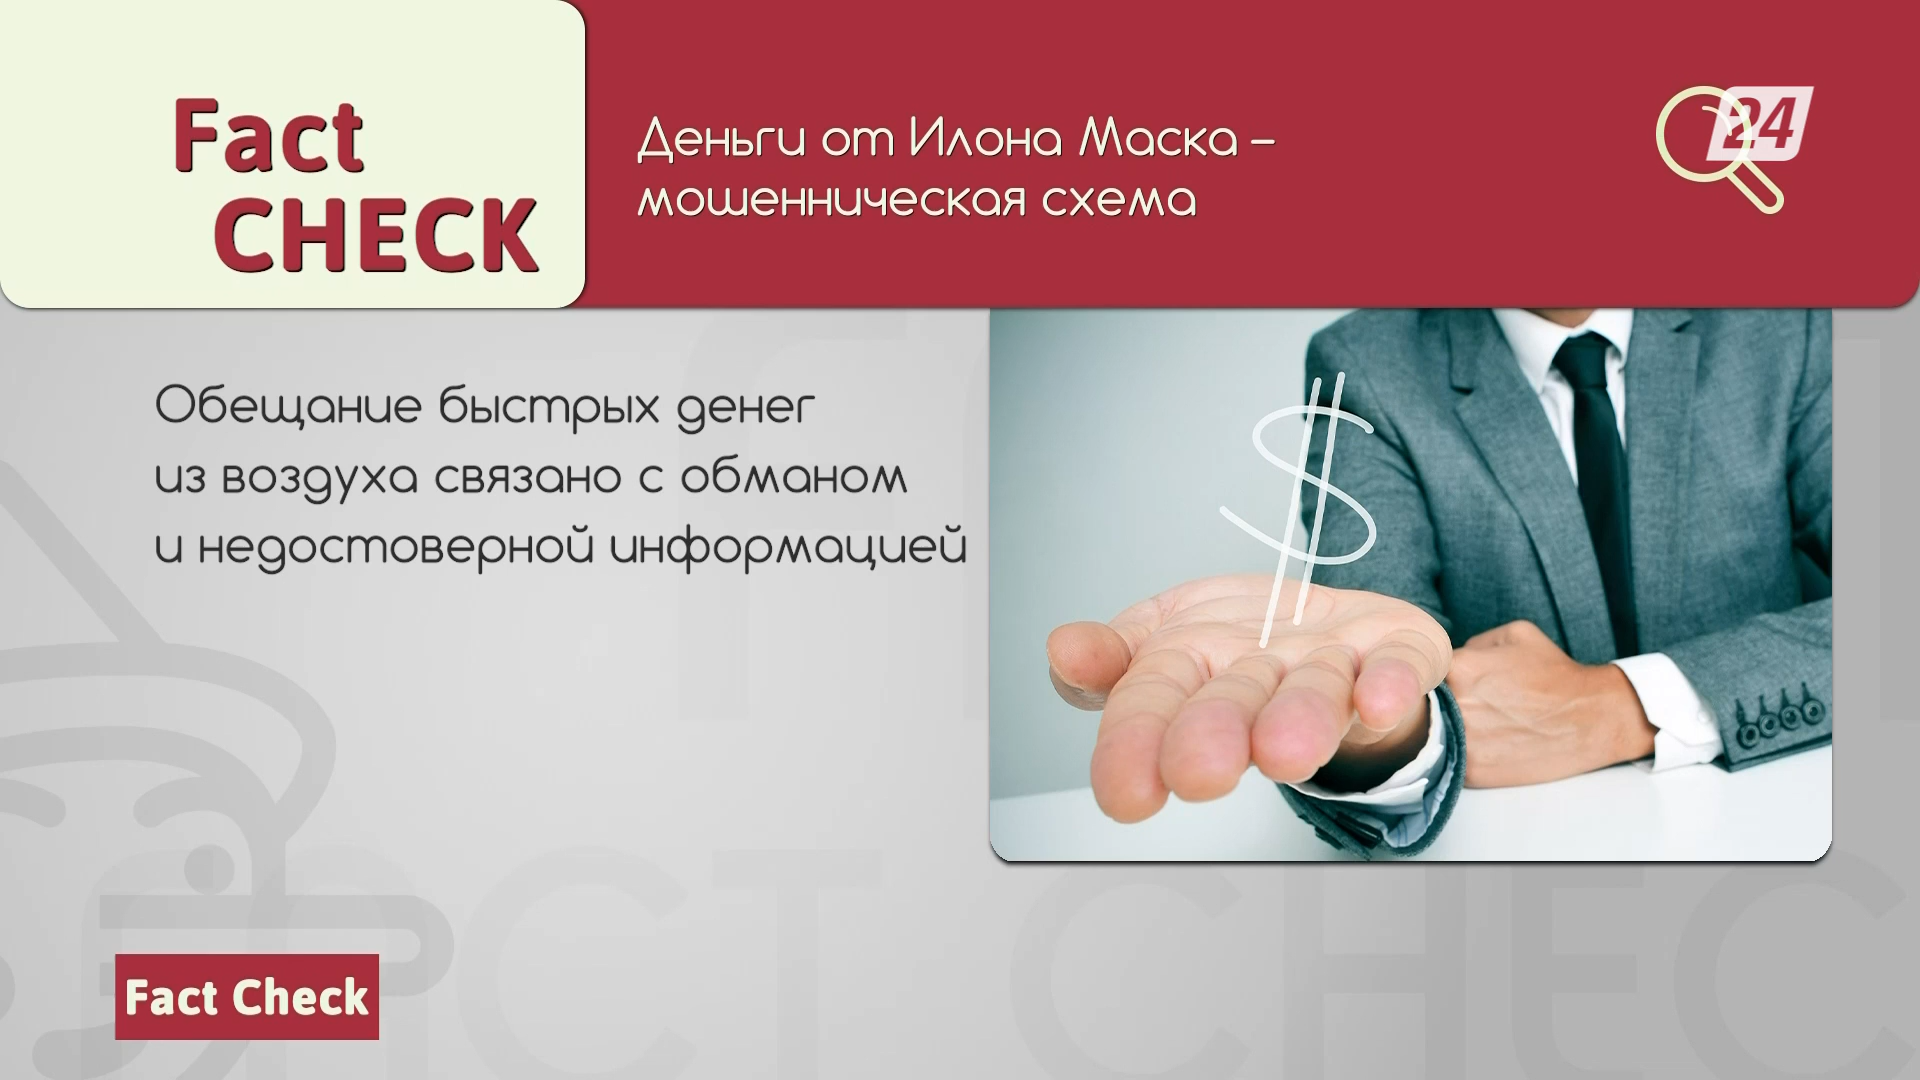 Fact
CHECK
Деньги от Илона Маска –
мошенническая схема
24
Обещание быстрых денег
из воздуха связано с обманом
и недостоверной информацией
$
Fact Check